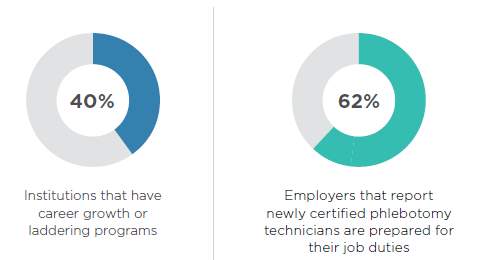 40%
Institutions that have
career growth or
laddering programs
62%
Employers that report
newly certified phlebotomy
technicians are prepared for
their job duties